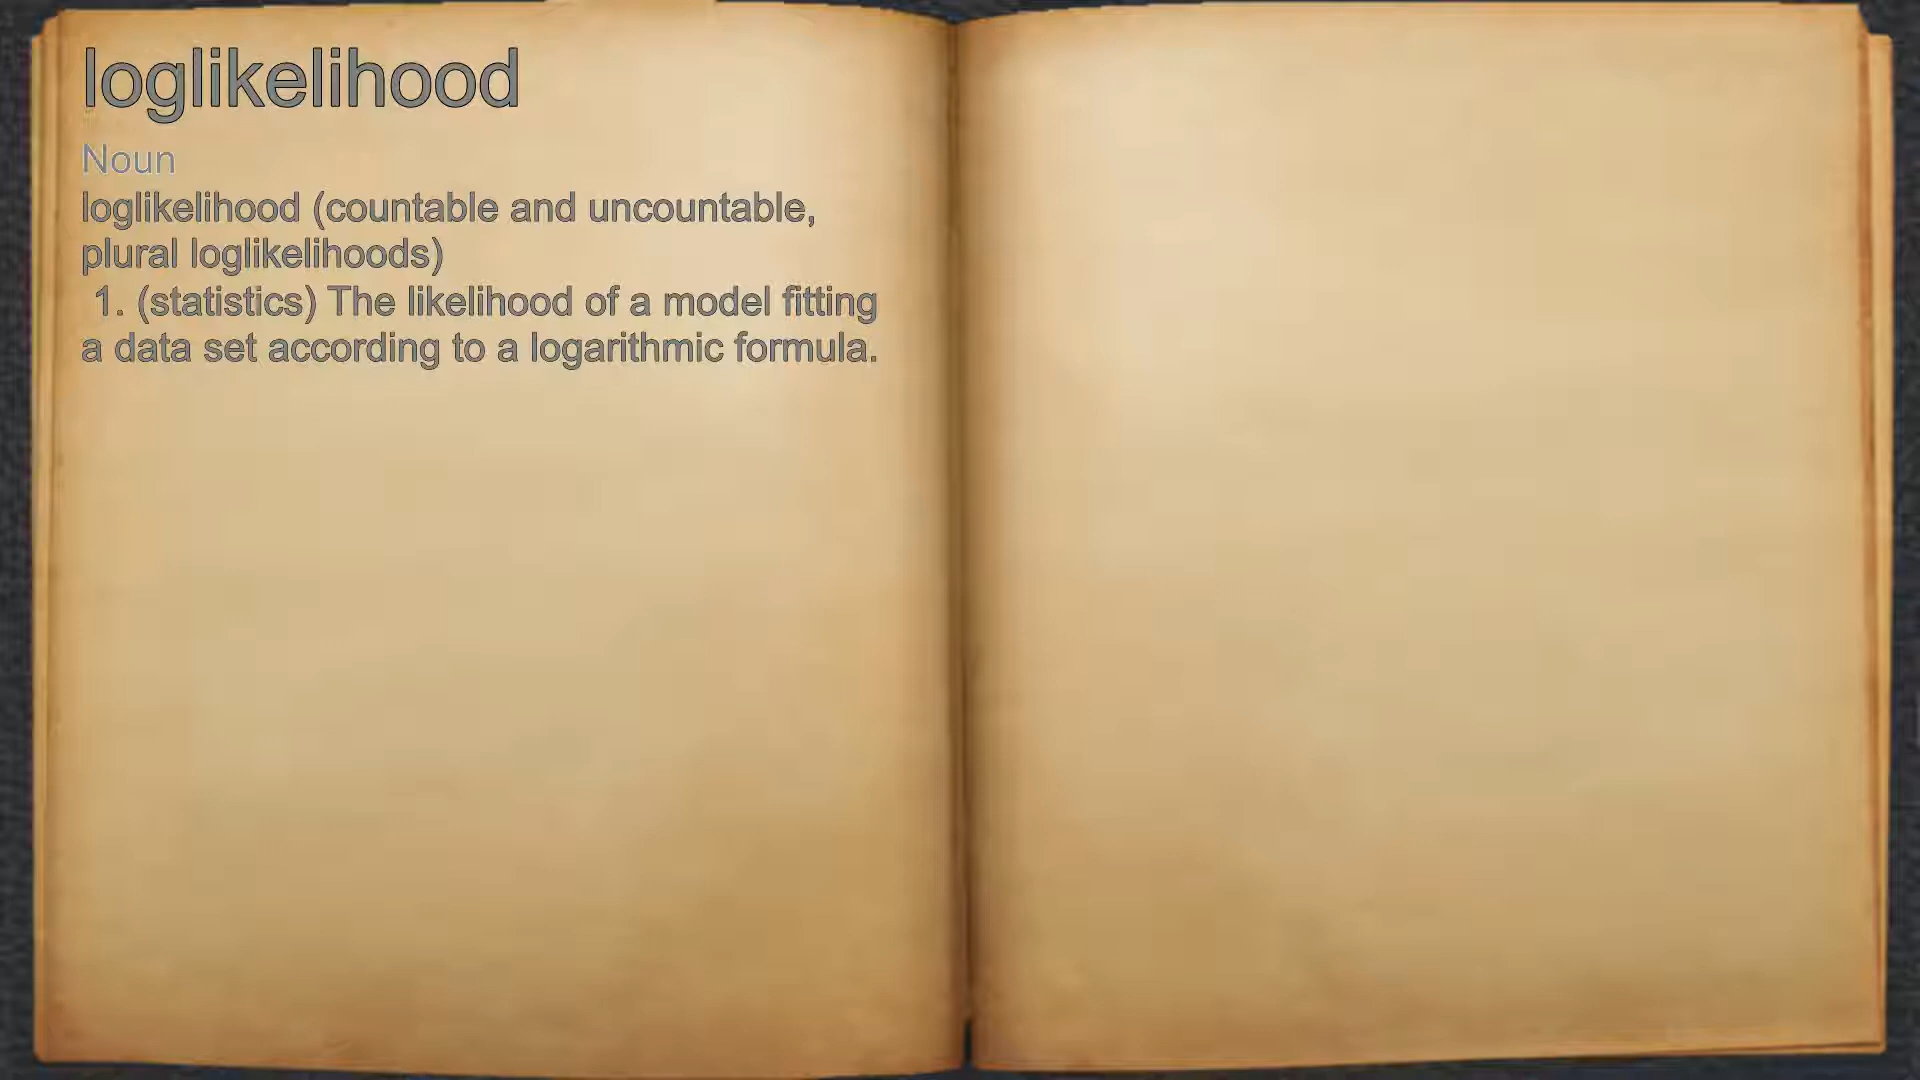 loglikelihood
Noun
loglikelihood (countable and uncountable,
plural loglikelihoods)
1. (statistics) The likelihood of a model fitting
a data set according to a logarithmic formula.